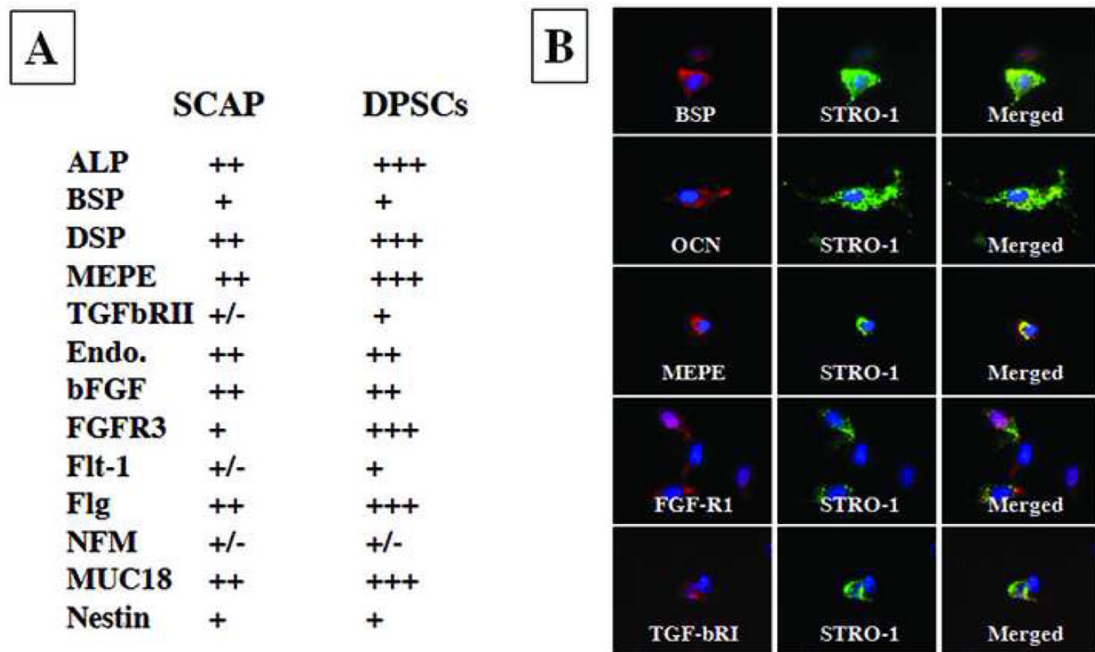 A
SCAP DPSCs
ALP ++ +++
BSP + +
DSP ++ +++
MEPE ++ +++
TGFbRII +/- +
Endo. ++ ++
bFGF ++ ++
FGFR3 + +++
Flt-1 +/- +
Flg ++ +++
NFM +/- +/-
MUC18 ++ +++
Nestin + +
B
BSP STRO-1 Merged
OCN STRO-1 Merged
MEPE STRO-1 Merged
FGF-R1 STRO-1 Merged
TGF-bRI STRO-1 Merged